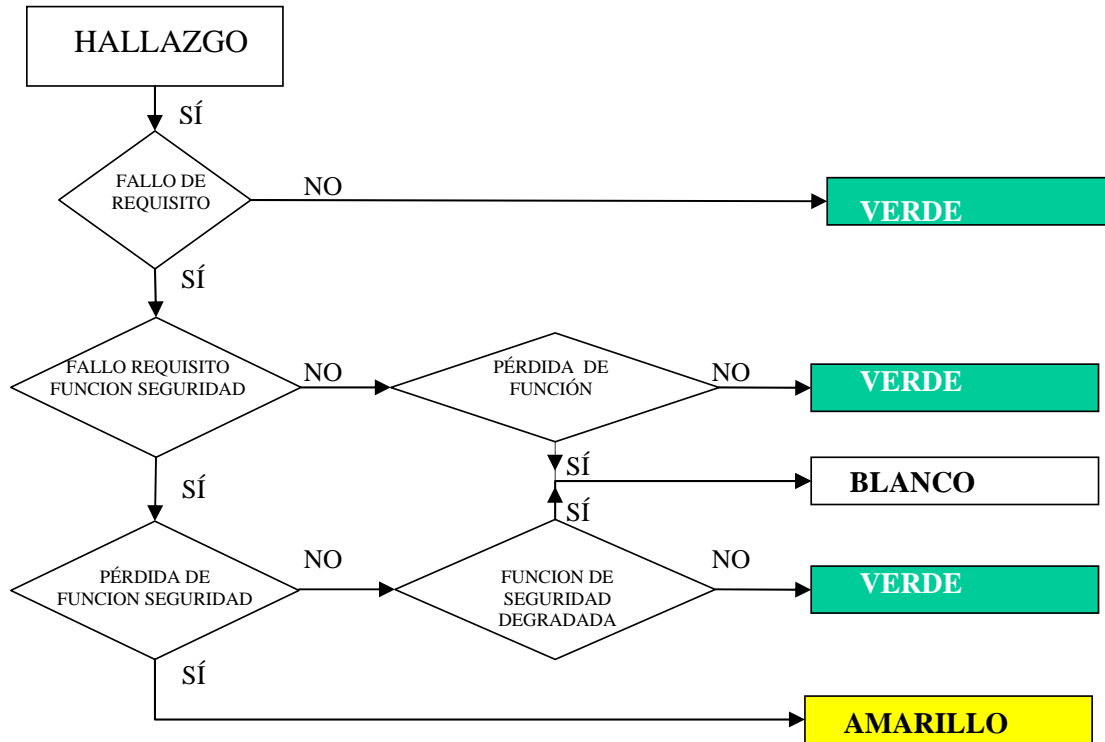 HALLAZGO
SÍ
FALLO DE
REQUISITO
NO
VERDE
SÍ
FALLO REQUISITO
FUNCION SEGURIDAD
NO
PÉRDIDA DE
FUNCIÓN
NO
VERDE
SÍ
SÍ
BLANCO
SÍ
PÉRDIDA DE
FUNCION SEGURIDAD
NO
FUNCION DE
SEGURIDAD
DEGRADADA
NO
VERDE
SÍ
AMARILLO